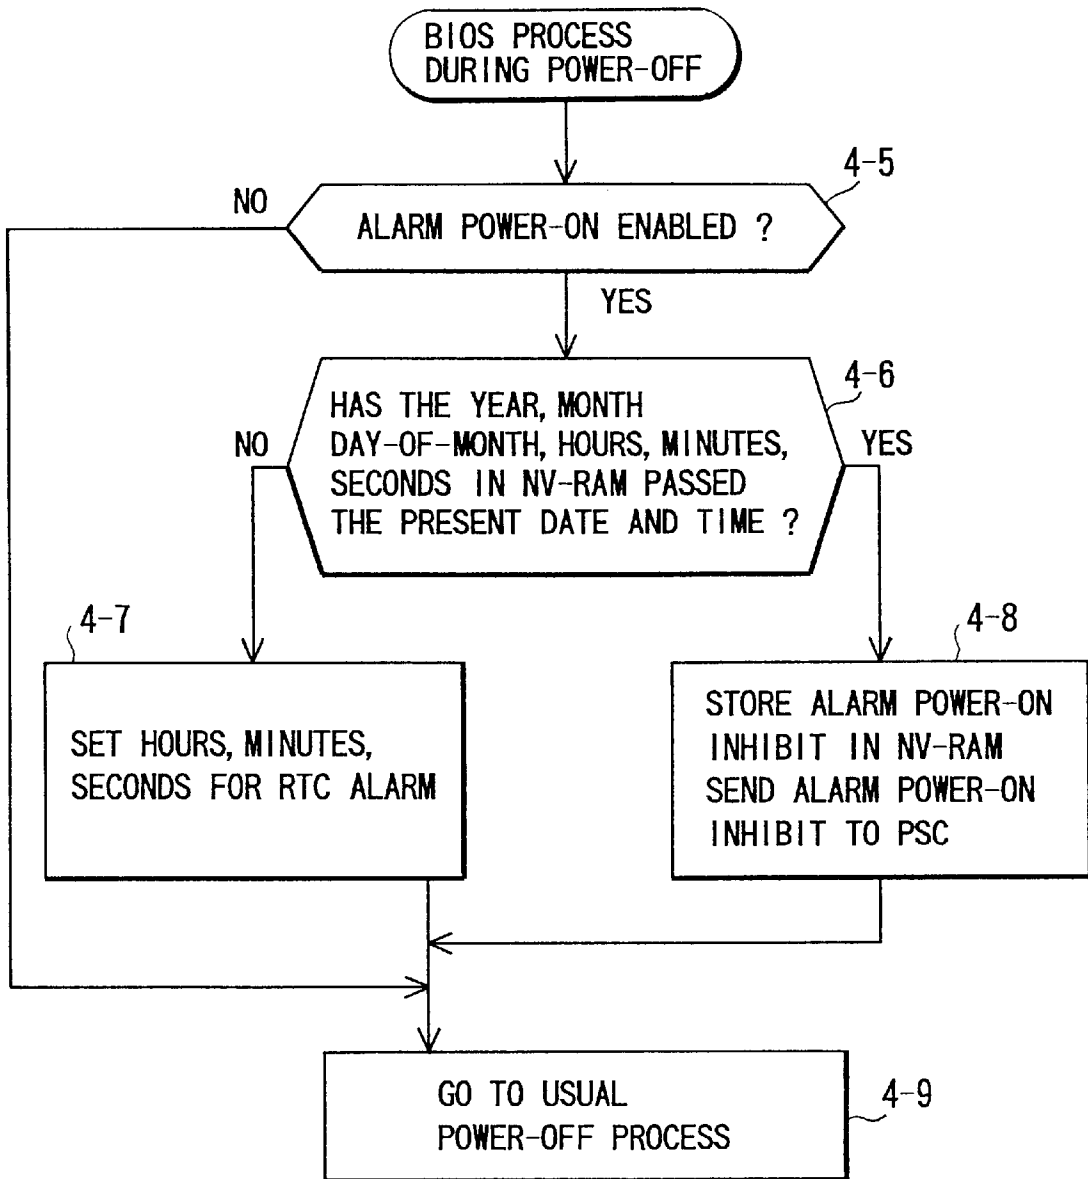 BIOS PROCESS
DURING POWER-OFF
4-5
NO
ALARM POWER-ON ENABLED ?
YES
4-6
HAS THE YEAR, MONTH
DAY-OF-MONTH, HOURS, MINUTES,
SECONDS IN NV-RAM PASSED
THE PRESENT DATE AND TIME ?
NO
YES
4-7
SET HOURS, MINUTES,
SECONDS FOR RTC ALARM
4-8
STORE ALARM POWER-ON
INHIBIT IN NV-RAM
SEND ALARM POWER-ON
INHIBIT TO PSC
GO TO USUAL
POWER-OFF PROCESS
4-9